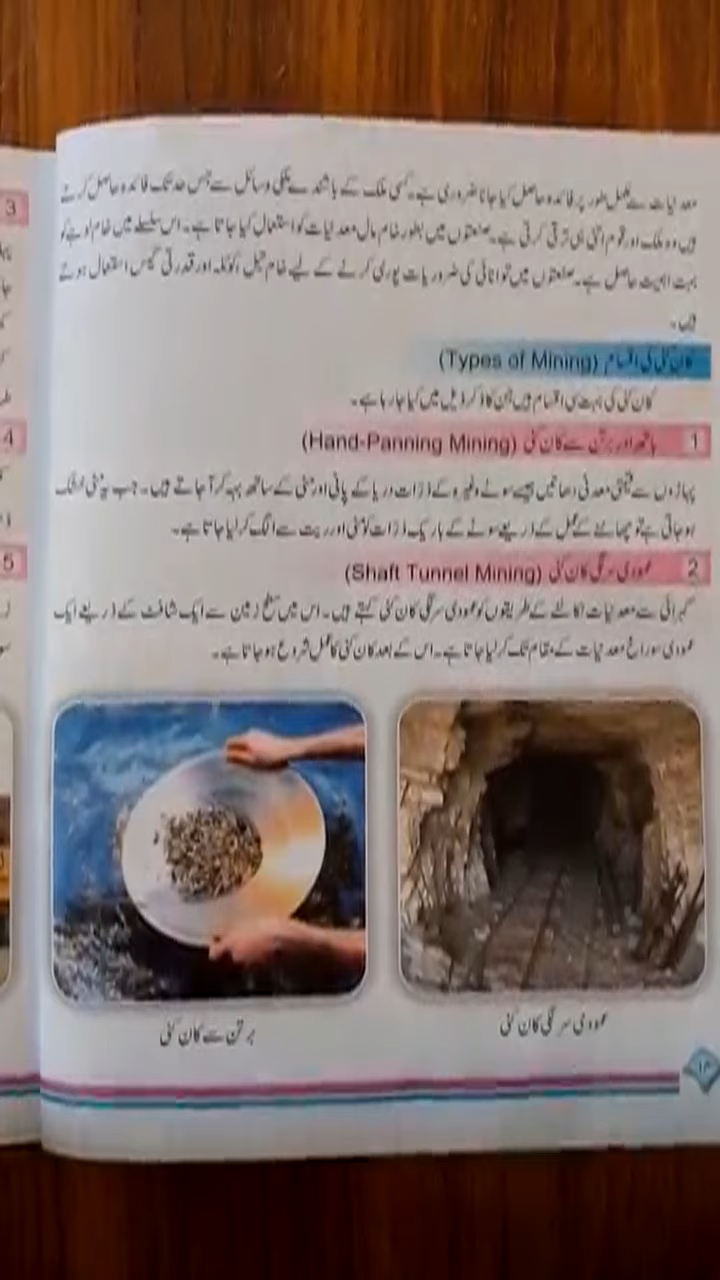 معدنیات سے مکمل طور پر فائدہ حاصل کیا جانا ضروری ہے۔ کسی ملک کے باشندے ملکی وسائل سے جس حد تک فائدہ حاصل کرتے
ہیں وہ ملک اور قوم اتنی ہی ترقی کرتی ہے۔ صنعتوں میں بطور خام مال معدنیات کو استعمال کیا جاتا ہے۔ اس سلسلے میں خام لوہے کو
بہت اہمیت حاصل ہے۔ صنعتوں میں توانائی کی ضروریات پوری کرنے کے لیے خام تیل، کوئلہ اور قدرتی گیس استعمال ہوتے
ہیں۔
کان کنی کی اقسام (Types of Mining)
کان کنی کی بہت سی اقسام ہیں جن کا ذکر ذیل میں کیا جا رہا ہے۔
1 ہاتھ اور برتن سے کان کنی (Hand-Panning Mining)
پہاڑوں سے قیمتی معدنی دھاتیں جیسے سونے وغیرہ کے ذرات دریا کے پانی اور مٹی کے ساتھ بہہ کر آ جاتے ہیں۔ جب یہ مٹی خشک
ہو جاتی ہے تو چھاننے کے عمل کے ذریعے سونے کے باریک ذرات کو مٹی اور ریت سے الگ کر لیا جاتا ہے۔
2 عمودی سرنگی کان کنی (Shaft Tunnel Mining)
گہرائی سے معدنیات نکالنے کے طریقوں کو عمودی سرنگی کان کنی کہتے ہیں۔ اس میں سطح زمین سے ایک شافٹ کے ذریعے ایک
عمودی سوراخ معدنیات کے مقام تک کر لیا جاتا ہے۔ اس کے بعد کان کنی کا عمل شروع ہو جاتا ہے۔
عمودی سرنگی کان کنی
برتن سے کان کنی
3
4
5